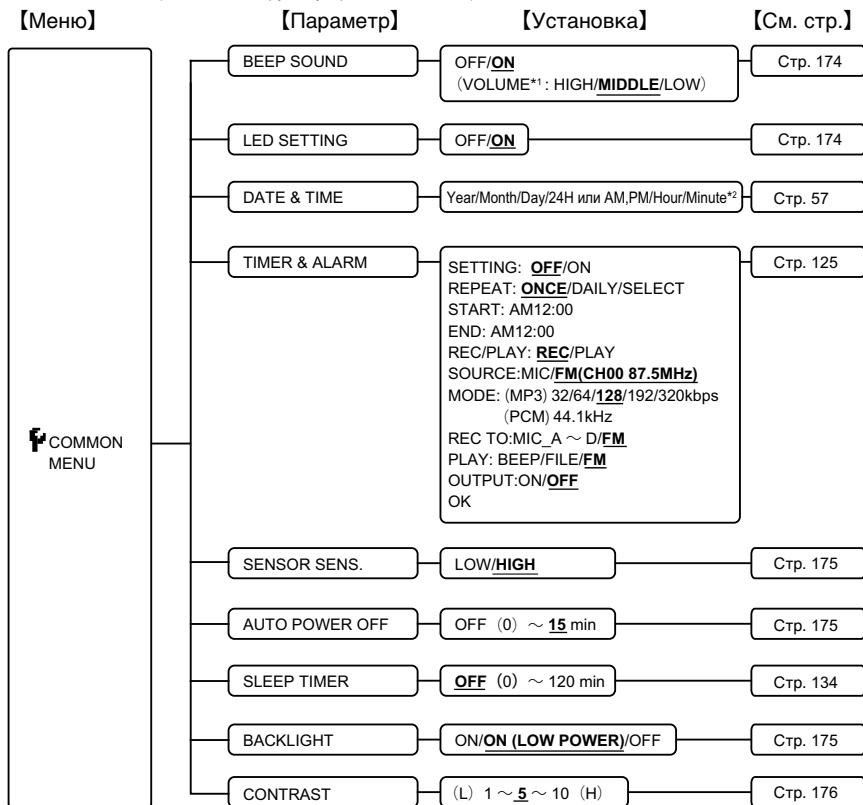 【Меню】 【Параметр】 【Установка】 【См. стр.】
BEEP SOUND
OFF/ON
(VOLUME*1 : HIGH/MIDDLE/LOW)
Стр. 174
LED SETTING
OFF/ON
Стр. 174
DATE & TIME
Year/Month/Day/24H или AM,PM/Hour/Minute*2
Стр. 57
TIMER & ALARM
SETTING: OFF/ON
REPEAT: ONCE/DAILY/SELECT
START: AM12:00
END: AM12:00
REC/PLAY: REC/PLAY
SOURCE:MIC/FM(CH00 87.5MHz)
MODE: (MP3) 32/64/128/192/320kbps
(PCM) 44.1kHz
REC TO:MIC_A ～ D/FM
PLAY: BEEP/FILE/FM
OUTPUT:ON/OFF
OK
Стр. 125
COMMON
MENU
SENSOR SENS.
LOW/HIGH
Стр. 175
AUTO POWER OFF
OFF (0) ～ 15 min
Стр. 175
SLEEP TIMER
OFF (0) ～ 120 min
Стр. 134
BACKLIGHT
ON/ON (LOW POWER)/OFF
Стр. 175
CONTRAST
(L) 1 ～ 5 ～ 10 (H)
Стр. 176